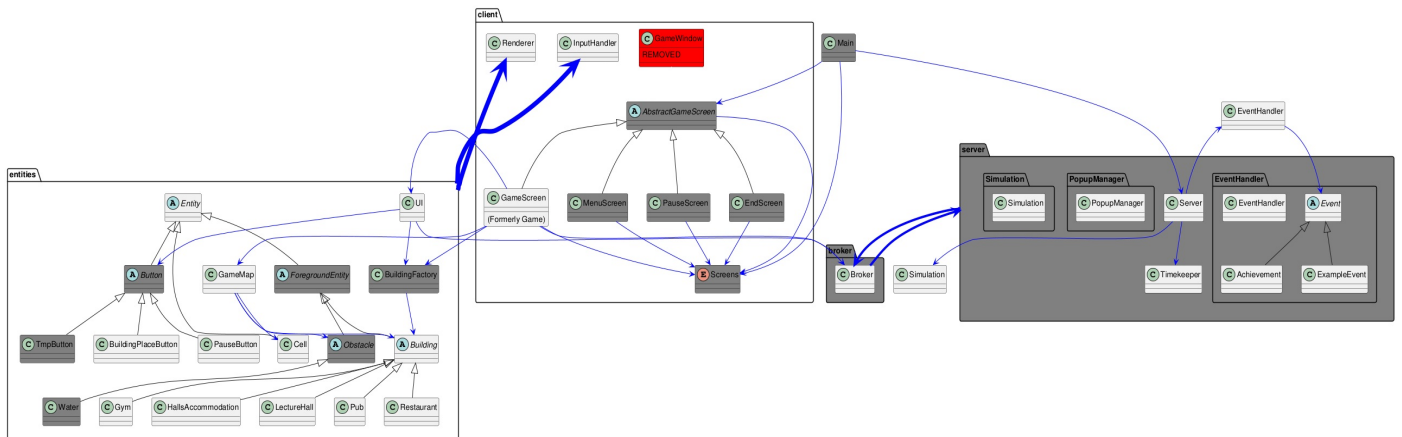 client
C Renderer
C InputHandler
C GameWindow
REMOVED
C Main
A AbstractGameScreen
C EventHandler
server
Simulation
C Simulation
PopupManager
C PopupManager
EventHandler
C EventHandler
A Event
C Server
C Achievement
C ExampleEvent
C Timekeeper
entities
A Entity
C UI
C GameScreen
(Formerly Game)
C MenuScreen
C PauseScreen
C EndScreen
A Button
C GameMap
A ForegroundEntity
C BuildingFactory
E Screens
broker
C Broker
C Simulation
C TmpButton
C BuildingPlaceButton
C PauseButton
C Cell
A Obstacle
A Building
C Water
C Gym
C HallsAccommodation
C LectureHall
C Pub
C Restaurant